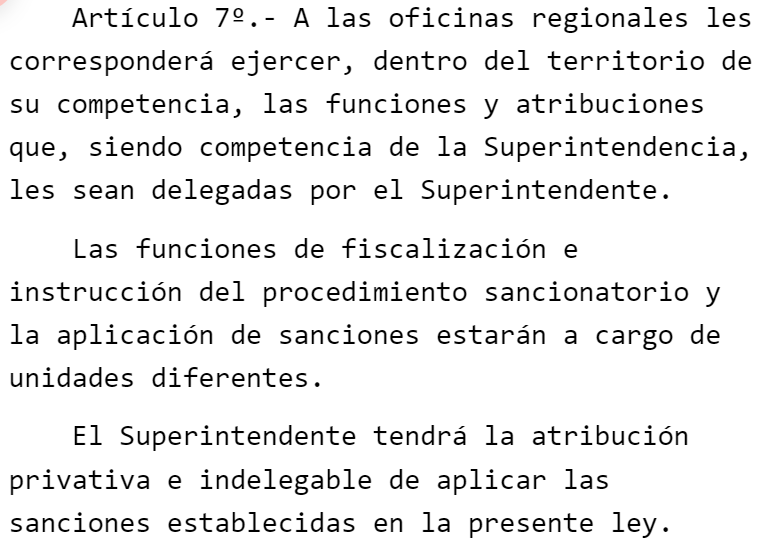 Artículo 7º.- A las oficinas regionales les
corresponderá ejercer, dentro del territorio de
su competencia, las funciones y atribuciones
que, siendo competencia de la Superintendencia,
les sean delegadas por el Superintendente.
Las funciones de fiscalización e
instrucción del procedimiento sancionatorio y
la aplicación de sanciones estarán a cargo de
unidades diferentes.
El Superintendente tendrá la atribución
privativa e indelegable de aplicar las
sanciones establecidas en la presente ley.